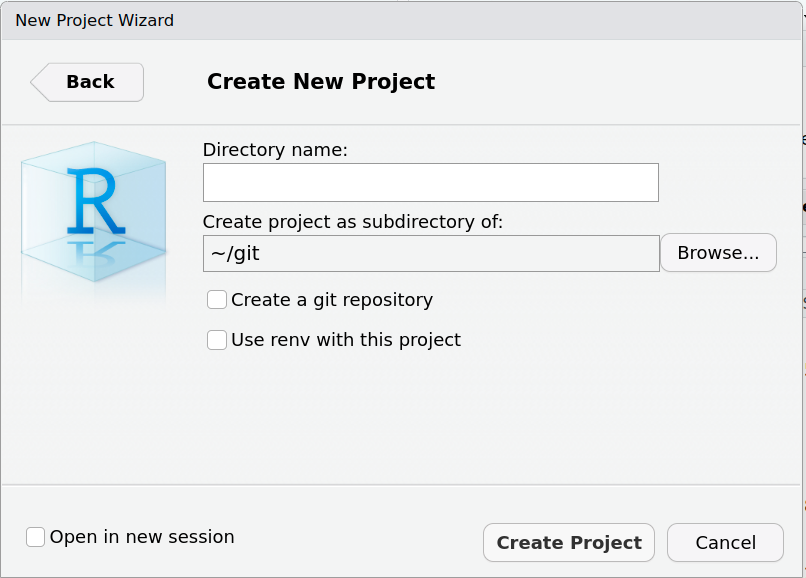 New Project Wizard
Back
Create New Project
R
Directory name:
Create project as subdirectory of:
~/git
Browse...
Create a git repository
Use renv with this project
Open in new session
Create Project
Cancel